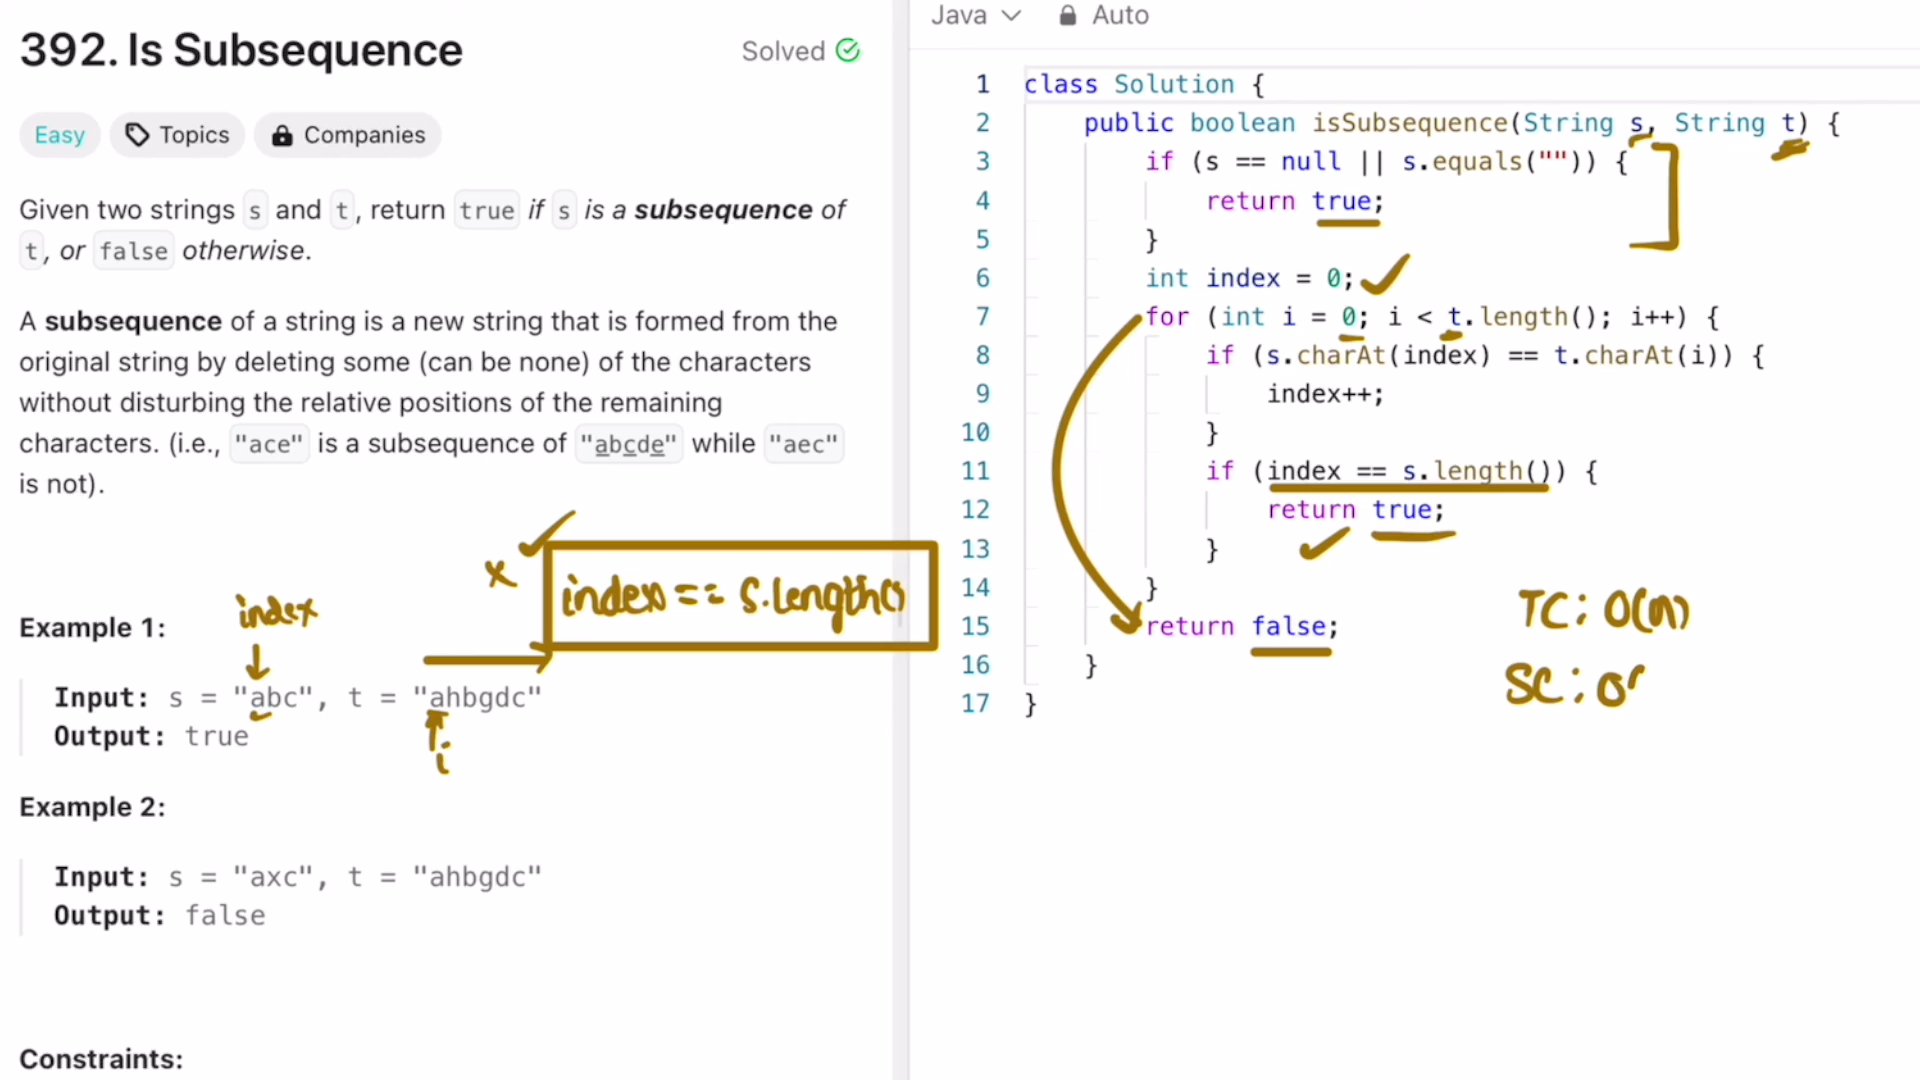 392. Is Subsequence
Solved
Easy
Topics
Companies
Given two strings s and t, return true if s is a subsequence of
t, or false otherwise.
A subsequence of a string is a new string that is formed from the
original string by deleting some (can be none) of the characters
without disturbing the relative positions of the remaining
characters. (i.e., "ace" is a subsequence of "abcde" while "aec"
is not).
x
index == s.length()
index
Example 1:
Input: s = "abc", t = "ahbgdc"
Output: true
i
Example 2:
Input: s = "axc", t = "ahbgdc"
Output: false
Constraints:
Java
Auto
1 class Solution {
2 public boolean isSubsequence(String s, String t) {
3 if (s == null || s.equals("")) {
4 return true;
5 }
6 int index = 0;
7 for (int i = 0; i < t.length(); i++) {
8 if (s.charAt(index) == t.charAt(i)) {
9 index++;
10 }
11 if (index == s.length()) {
12 return true;
13 }
14 }
15 return false;
16 }
17 }
TC: O(n)
SC: O(